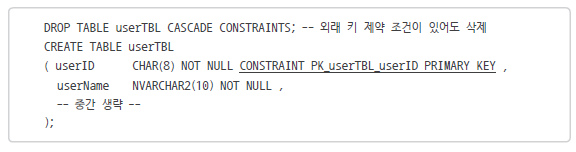 DROP TABLE userTBL CASCADE CONSTRAINTS; -- 외래 키 제약 조건이 있어도 삭제
CREATE TABLE userTBL
( userID CHAR(8) NOT NULL CONSTRAINT PK_userTBL_userID PRIMARY KEY ,
userName NVARCHAR2(10) NOT NULL ,
-- 중간 생략 --
);